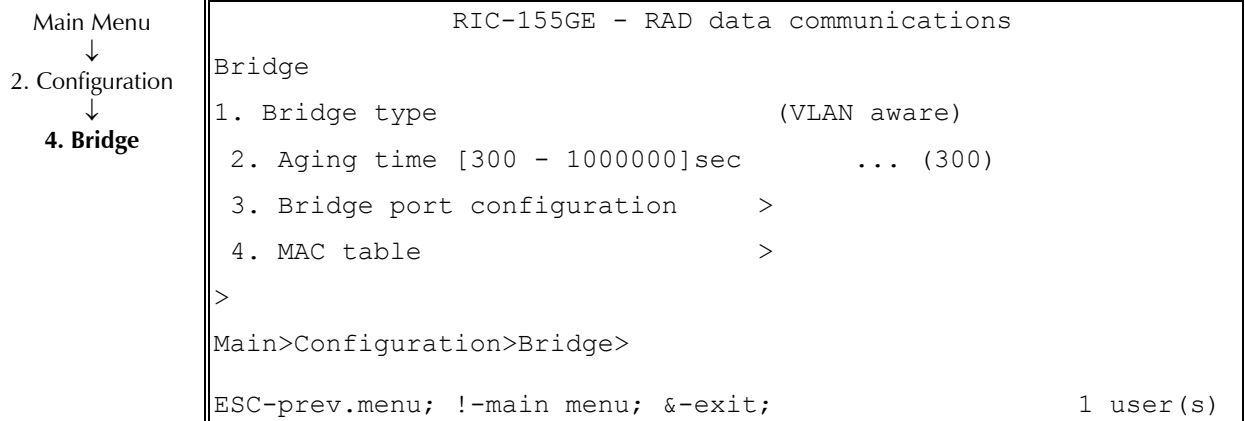 Main Menu
↓
2. Configuration
↓
4. Bridge
RIC-155GE - RAD data communications
Bridge
1. Bridge type (VLAN aware)
2. Aging time [300 - 1000000]sec ... (300)
3. Bridge port configuration >
4. MAC table >
>
Main>Configuration>Bridge>
ESC-prev.menu; !-main menu; &-exit; 1 user(s)